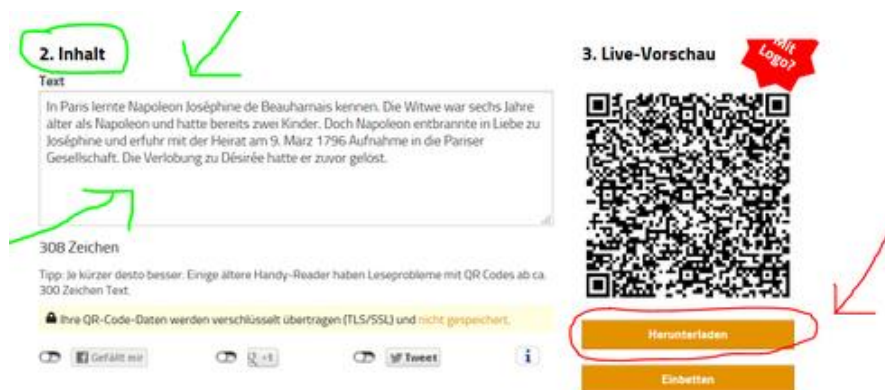 2. Inhalt
Text
In Paris lernte Napoleon Joséphine de Beauharnais kennen. Die Witwe war sechs Jahre
älter als Napoleon und hatte bereits zwei Kinder. Doch Napoleon entbrannte in Liebe zu
Joséphine und erfuhr mit der Heirat am 9. März 1796 Aufnahme in die Pariser
Gesellschaft. Die Verlobung zu Désirée hatte er zuvor gelöst.
308 Zeichen
Tipp: Je kürzer desto besser. Einige ältere Handy-Reader haben Leseprobleme mit QR Codes ab ca.
300 Zeichen Text.
Ihre QR-Code-Daten werden verschlüsselt übertragen (TLS/SSL) und nicht gespeichert.
Gefällt mir
+1
Tweet
i
3. Live-Vorschau
Mit
Logo?
Herunterladen
Einbetten